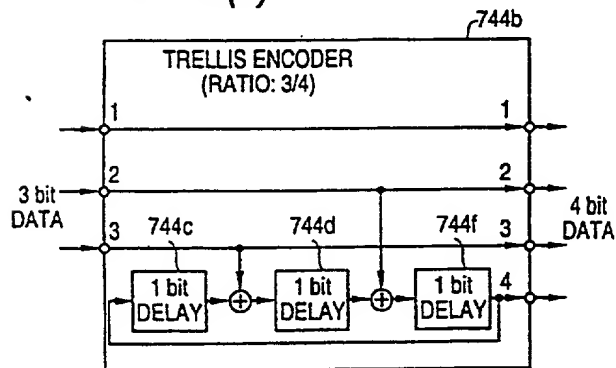 744b
TRELLIS ENCODER
(RATIO: 3/4)
1
1
2
2
3 bit
DATA
4 bit
DATA
3
744c
744d
744f
3
1 bit
DELAY
1 bit
DELAY
1 bit
DELAY
4